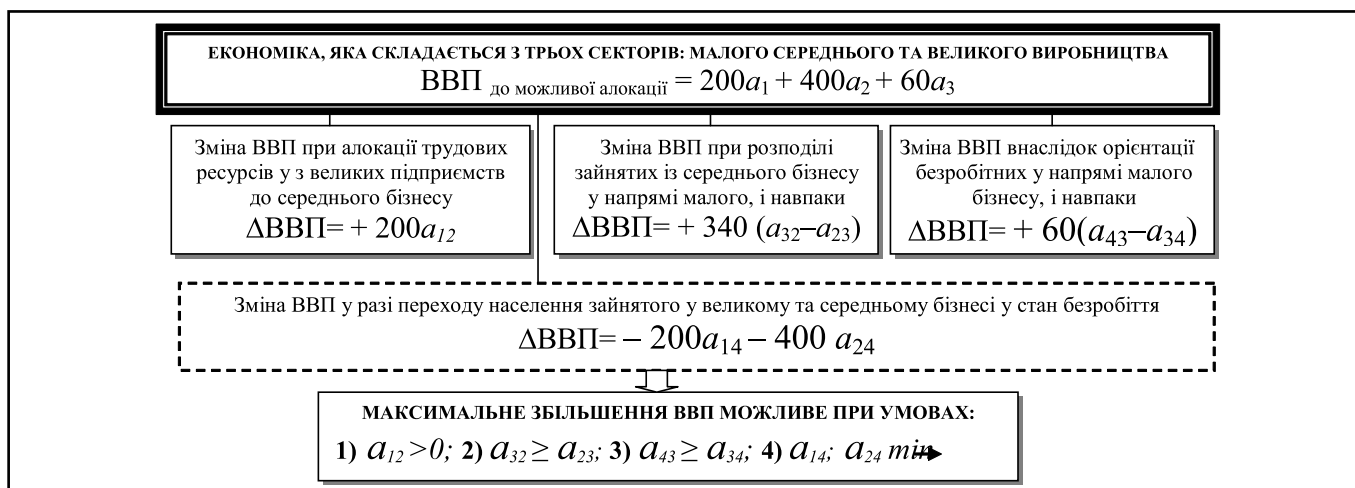 ЕКОНОМІКА, ЯКА СКЛАДАЄТЬСЯ З ТРЬОХ СЕКТОРІВ: МАЛОГО СЕРЕДНЬОГО ТА ВЕЛИКОГО ВИРОБНИЦТВА
ВВП до можливої алокації = 200a1 + 400a2 + 60a3
Зміна ВВП при алокації трудових
ресурсів у з великих підприємств
до середнього бізнесу
ΔВВП= + 200a12
Зміна ВВП при розподілі
зайнятих із середнього бізнесу
у напрямі малого, і навпаки
ΔВВП= + 340 (a32–a23)
Зміна ВВП внаслідок орієнтації
безробітних у напрямі малого
бізнесу, і навпаки
ΔВВП= + 60(a43–a34)
Зміна ВВП у разі переходу населення зайнятого у великому та середньому бізнесі у стан безробіття
ΔВВП= – 200a14 – 400 a24
МАКСИМАЛЬНЕ ЗБІЛЬШЕННЯ ВВП МОЖЛИВЕ ПРИ УМОВАХ:
1) a12 >0; 2) a32 ≥ a23; 3) a43 ≥ a34; 4) a14; a24 min